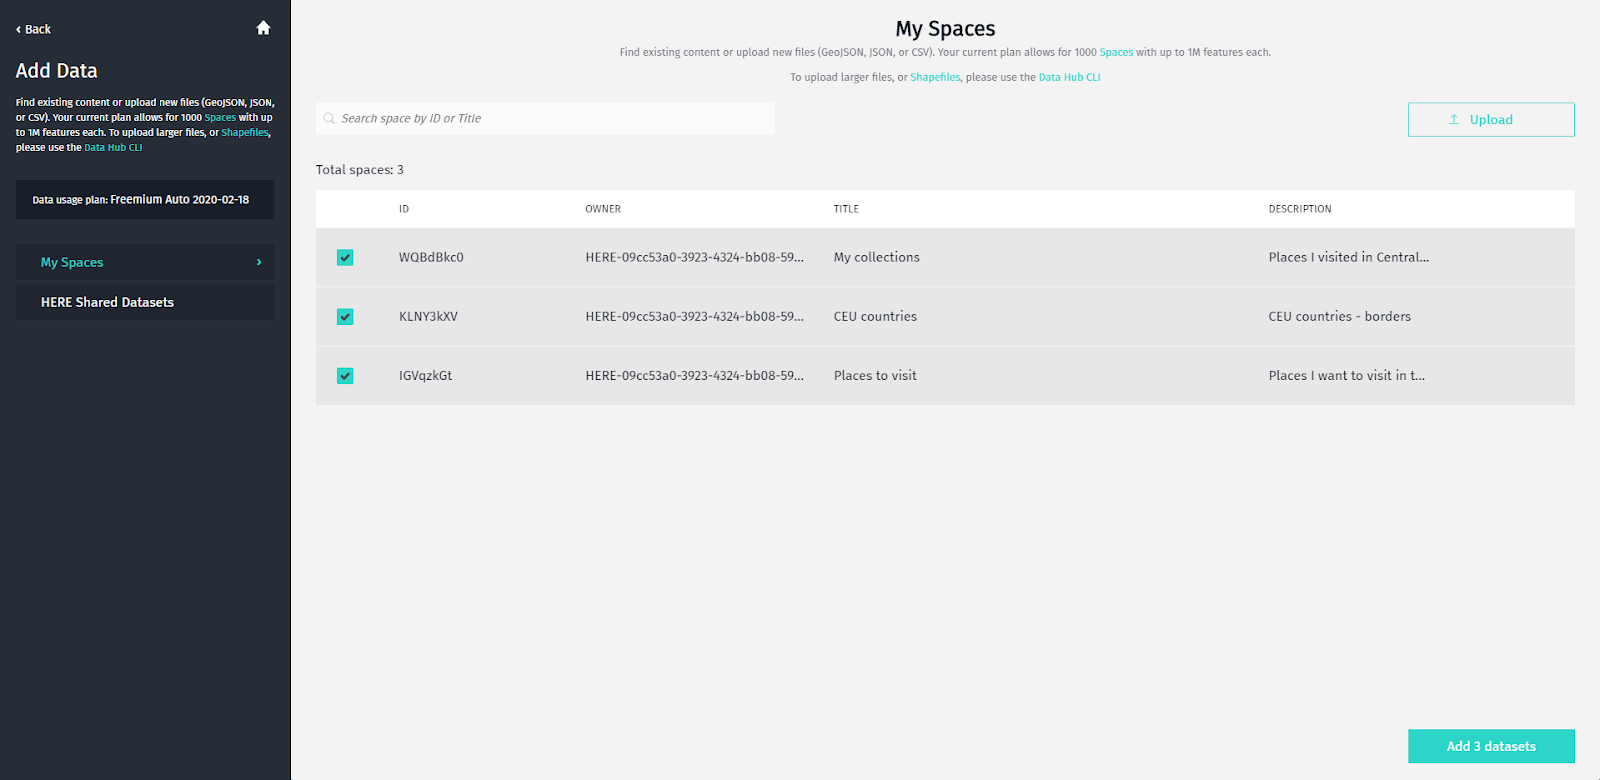 ‹ Back
Add Data
Find existing content or upload new files (GeoJSON, JSON,
or CSV). Your current plan allows for 1000 Spaces with up
to 1M features each. To upload larger files, or Shapefiles,
please use the Data Hub CLI
Data usage plan: Freemium Auto 2020-02-18
My Spaces ›
HERE Shared Datasets
My Spaces
Find existing content or upload new files (GeoJSON, JSON, or CSV). Your current plan allows for 1000 Spaces with up to 1M features each.
To upload larger files, or Shapefiles, please use the Data Hub CLI
Search space by ID or Title
Upload
Total spaces: 3
ID OWNER TITLE DESCRIPTION
WQBdBkc0 HERE-09cc53a0-3923-4324-bb08-59... My collections Places I visited in Central...
KLNY3kXV HERE-09cc53a0-3923-4324-bb08-59... CEU countries CEU countries - borders
IGVqzkGt HERE-09cc53a0-3923-4324-bb08-59... Places to visit Places I want to visit in t...
Add 3 datasets